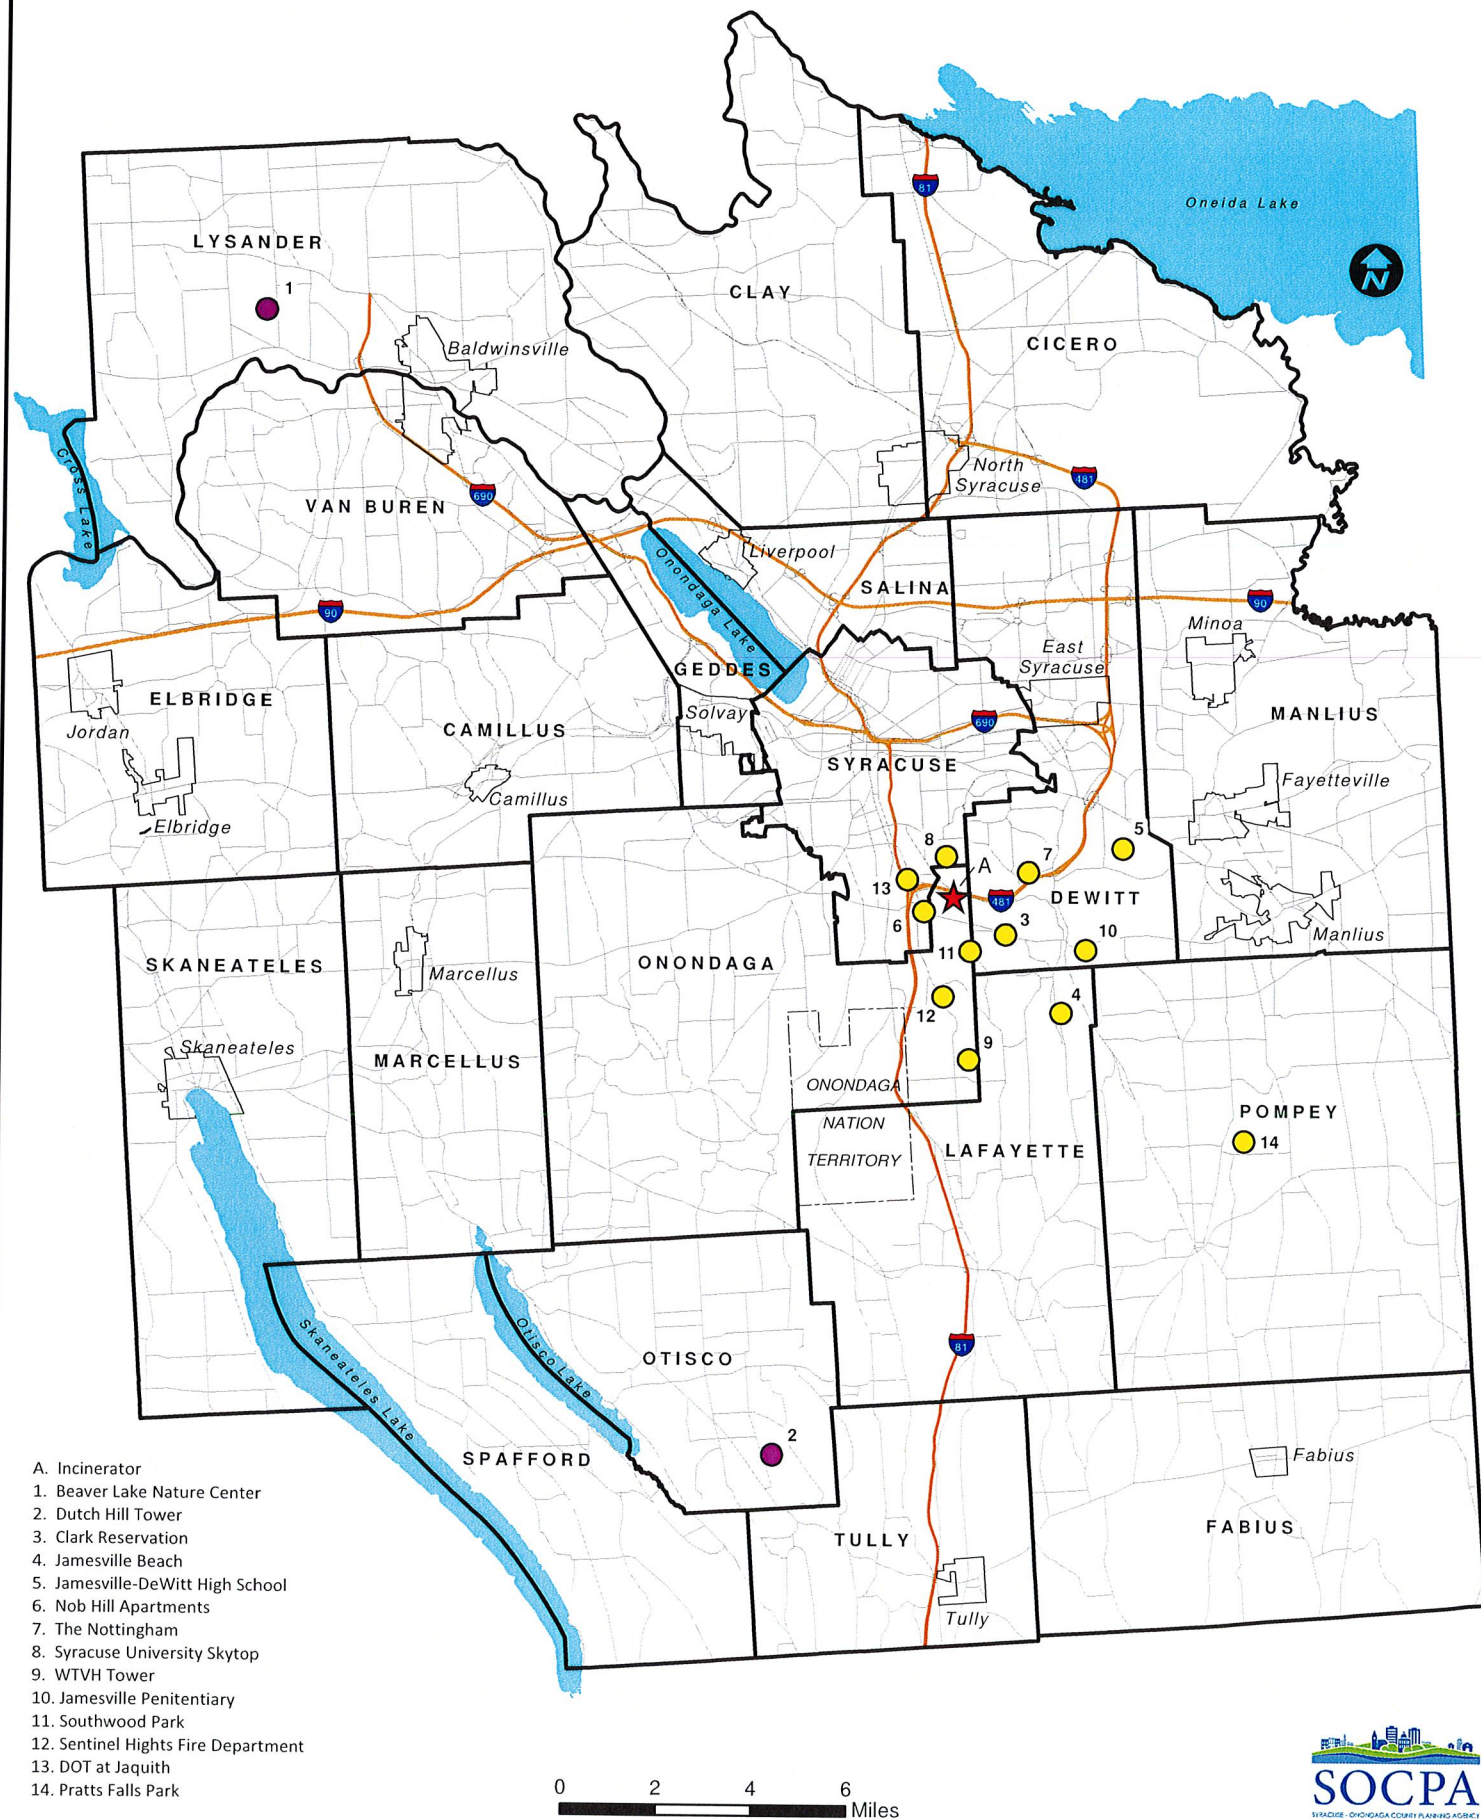 81
Oneida Lake
N
LYSANDER
1
CLAY
CICERO
Baldwinsville
Cross Lake
North
Syracuse
481
VAN BUREN
690
Liverpool
Onondaga Lake
SALINA
90
90
Minoa
East
Syracuse
GEDDES
ELBRIDGE
Solvay
MANLIUS
Jordan
CAMILLUS
690
SYRACUSE
Camillus
Fayetteville
Elbridge
5
8
A
7
13
481
DEWITT
6
3
10
Manlius
11
SKANEATELES
ONONDAGA
Marcellus
4
12
Skaneateles
9
MARCELLUS
ONONDAGA
NATION
TERRITORY
POMPEY
14
LAFAYETTE
Skaneateles Lake
Otisco Lake
81
OTISCO
2
SPAFFORD
Fabius
TULLY
FABIUS
Tully
A. Incinerator
1. Beaver Lake Nature Center
2. Dutch Hill Tower
3. Clark Reservation
4. Jamesville Beach
5. Jamesville-DeWitt High School
6. Nob Hill Apartments
7. The Nottingham
8. Syracuse University Skytop
9. WTVH Tower
10. Jamesville Penitentiary
11. Southwood Park
12. Sentinel Hights Fire Department
13. DOT at Jaquith
14. Pratts Falls Park
0 2 4 6
Miles
SOCPA
SYRACUSE - ONONDAGA COUNTY PLANNING AGENCY